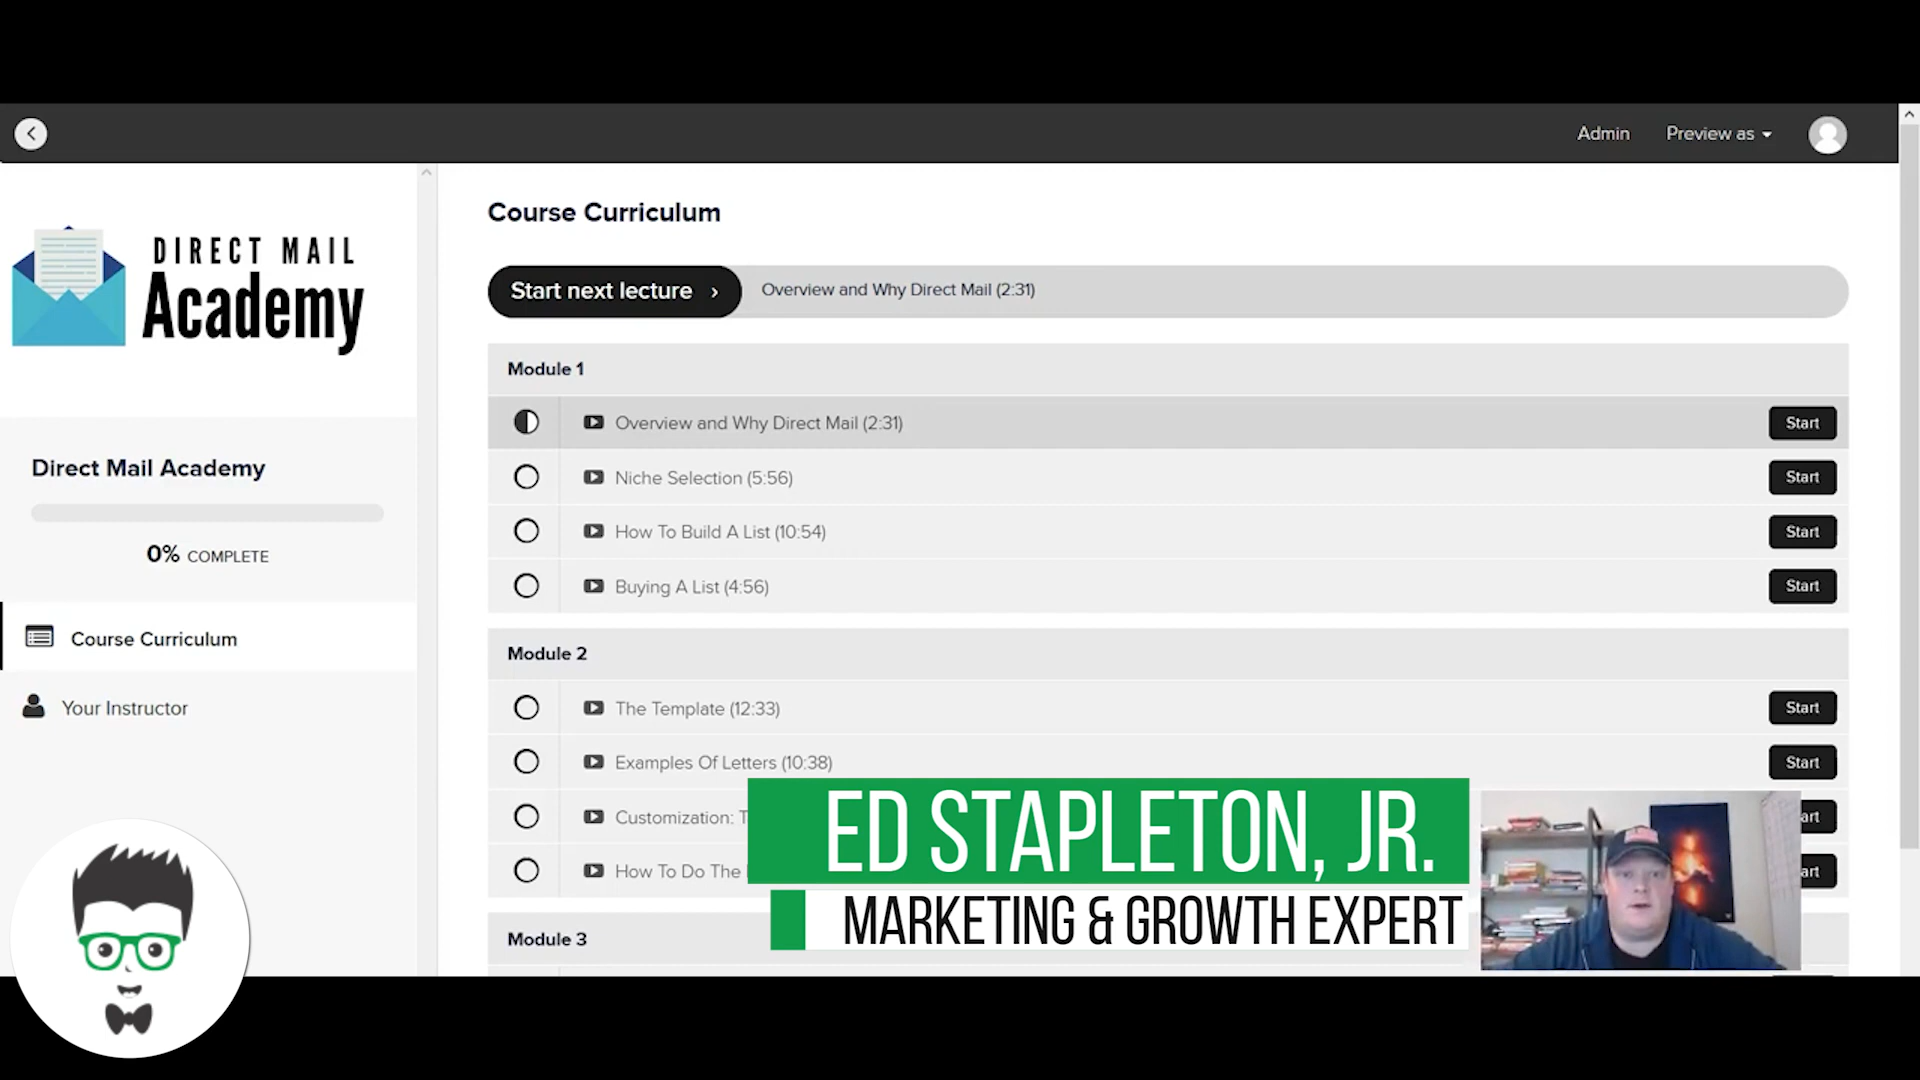 Admin
Preview as
DIRECT MAIL
Academy
Direct Mail Academy
0% COMPLETE
Course Curriculum
Your Instructor
Course Curriculum
Start next lecture
Overview and Why Direct Mail (2:31)
Module 1
Overview and Why Direct Mail (2:31)
Start
Niche Selection (5:56)
Start
How To Build A List (10:54)
Start
Buying A List (4:56)
Start
Module 2
The Template (12:33)
Start
Examples Of Letters (10:38)
Start
Customization:
How To Do The
Module 3
ED STAPLETON, JR.
MARKETING & GROWTH EXPERT